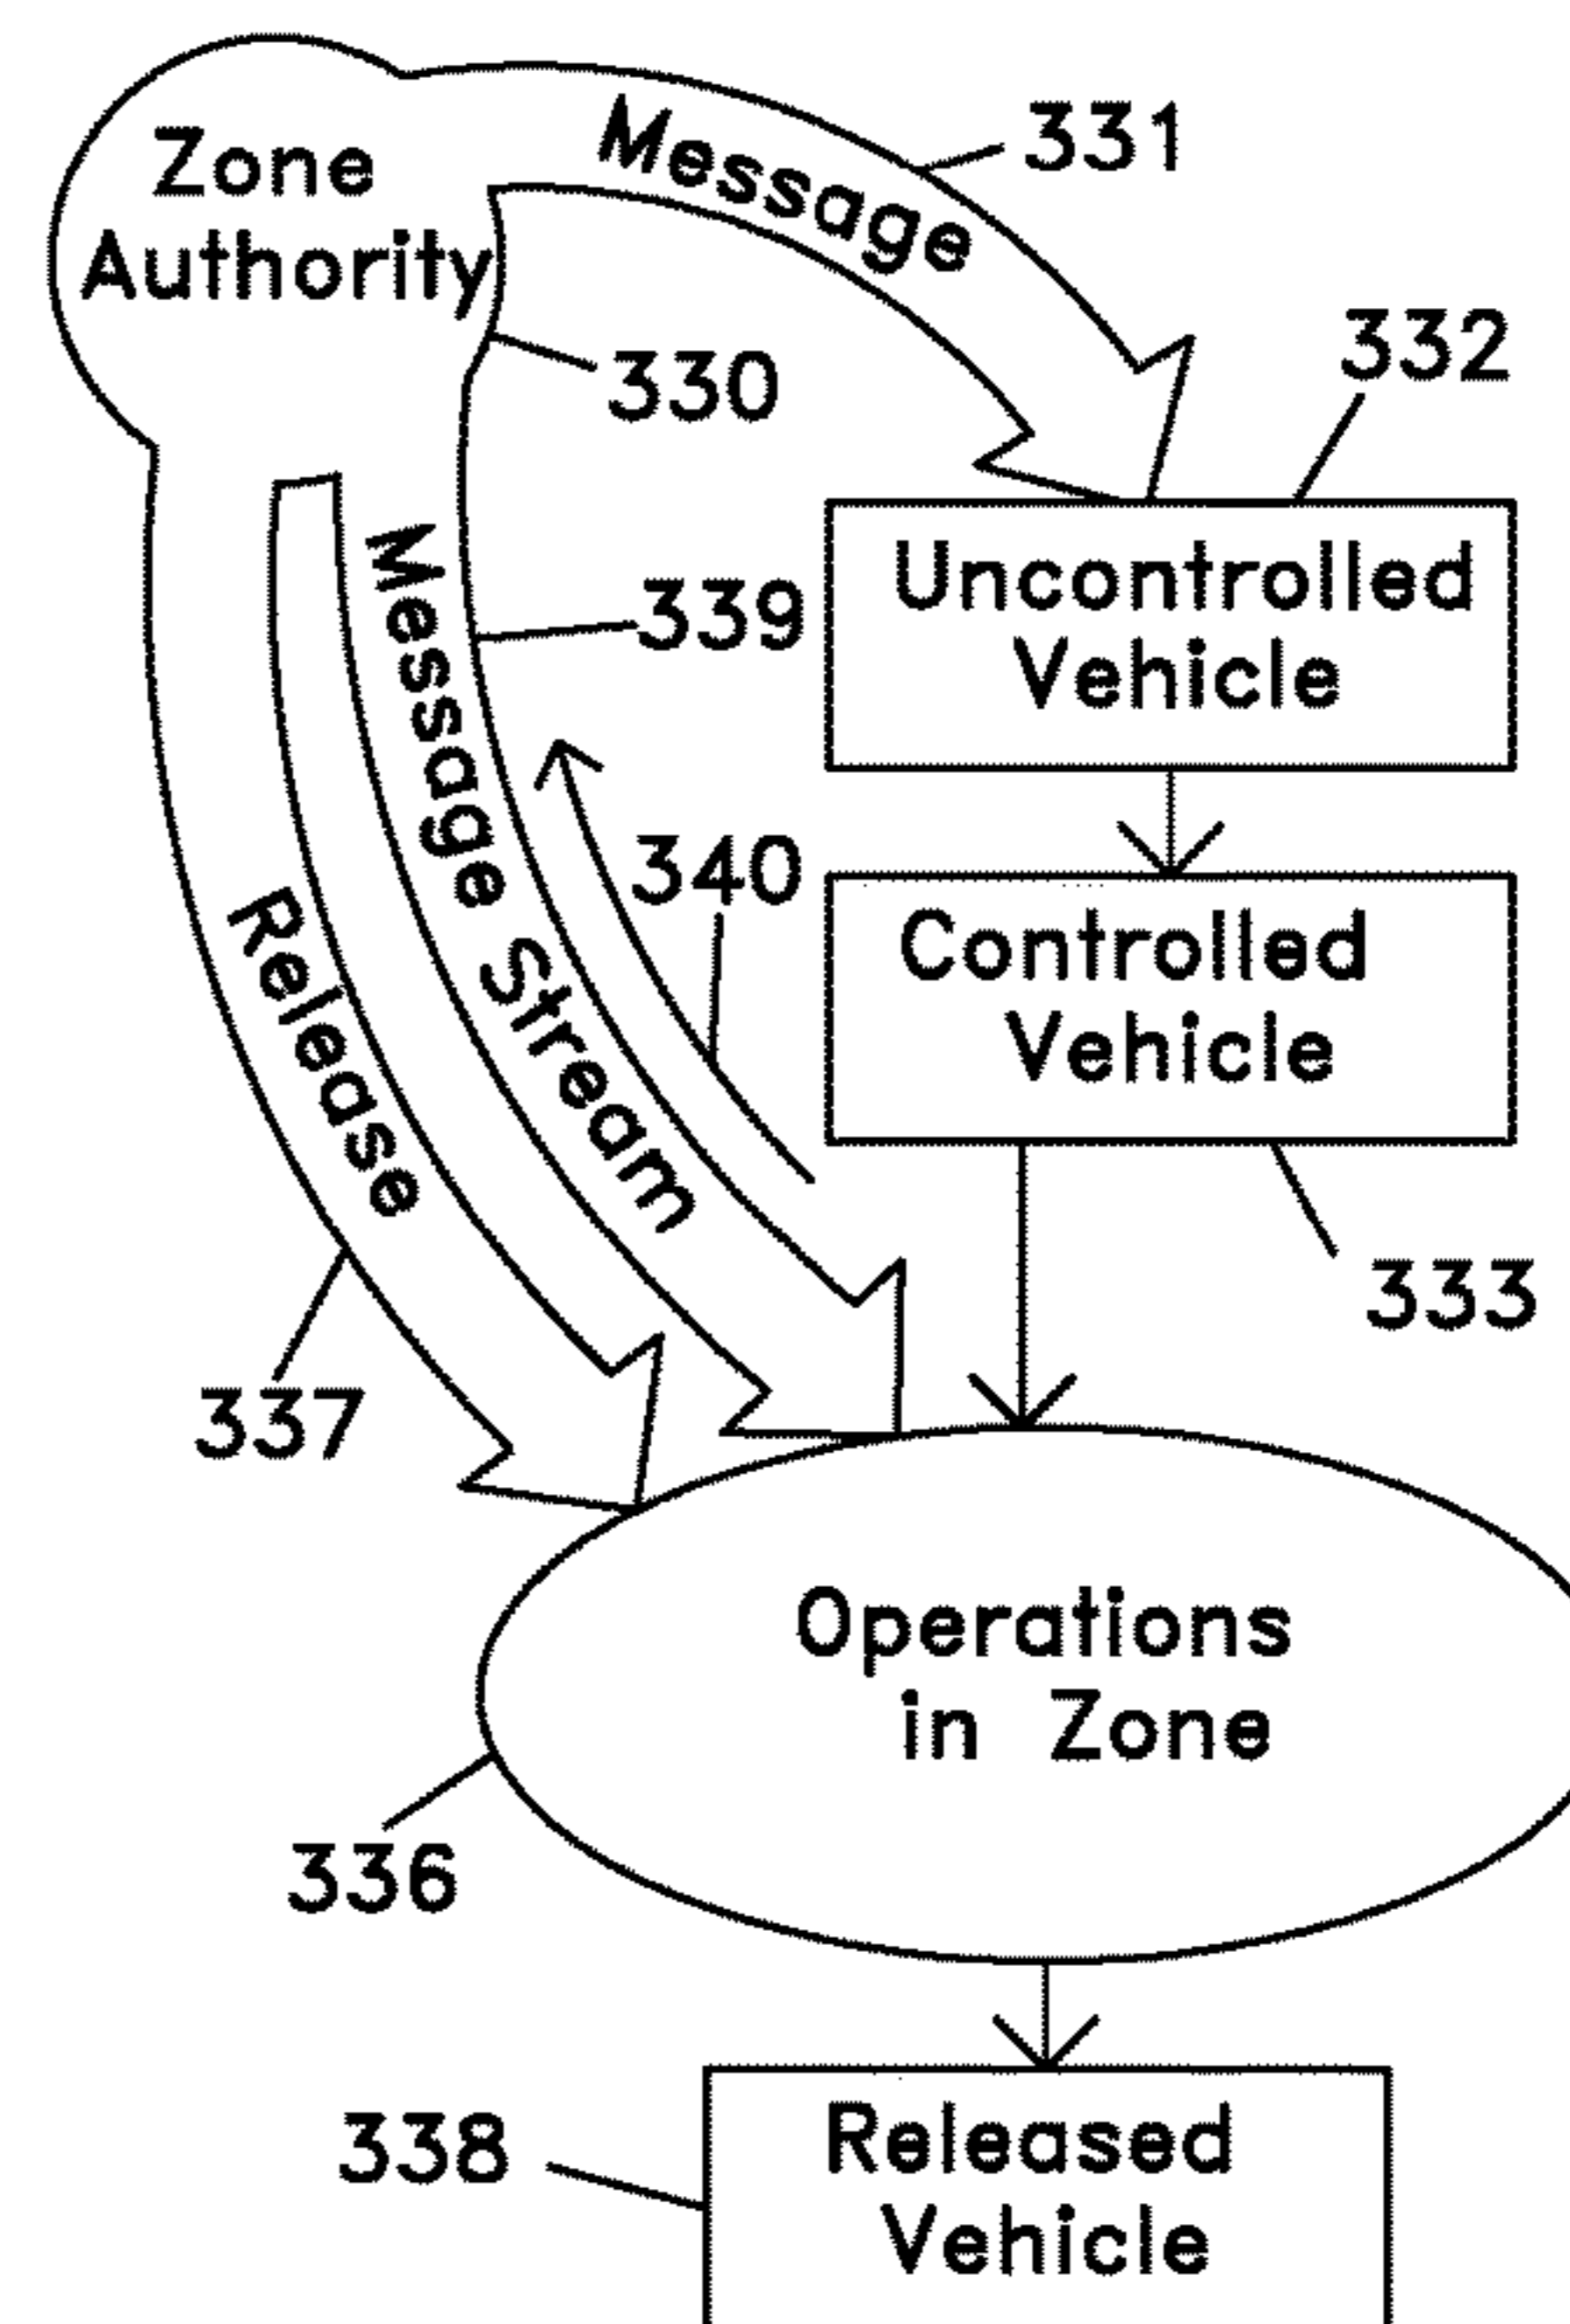 Zone
Authority
Message
331
332
330
Uncontrolled
Vehicle
339
Message Stream
340
Controlled
Vehicle
Release
333
337
Operations
in Zone
336
338
Released
Vehicle